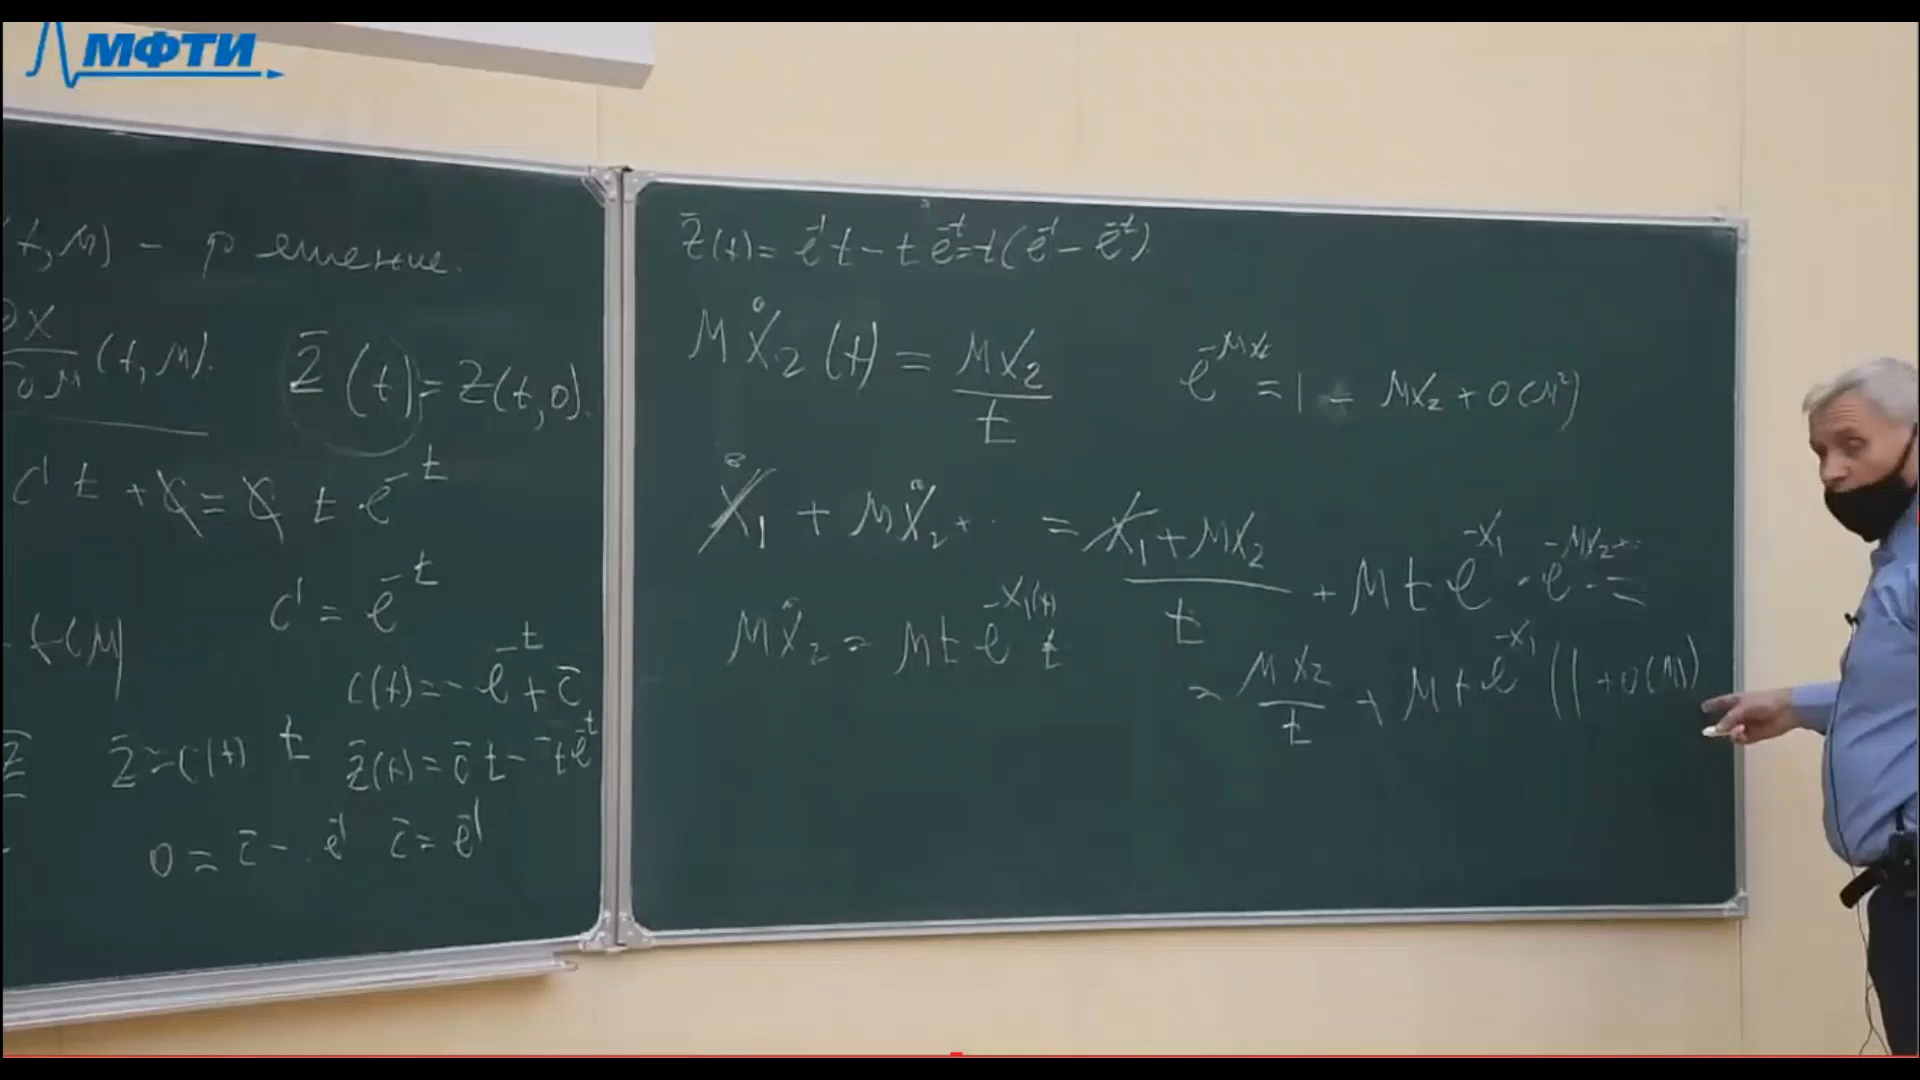 МФТИ
(t, μ) - решение.
∂x/∂μ (t, μ). z̄(t) = z(t, 0).
c' t + c = c t · e^{-t}
c' = e^{-t}
c(t) = - e^{-t} + c̄
z̄ = c(t) t z̄(t) = c̄ t - t e^{-t}
0 = c̄ - e^{-1} c̄ = e^{-1}
z̄(t) = e^{-1} t - t e^{-t} = t(e^{-1} - e^{-t}).
μẋ₂(t) = μx₂/t
e^{-μx₂} = 1 - μx₂ + o(μ²)
ẋ₁ + μẋ₂ + .. = (x₁ + μx₂)/t + μ t e^{-x₁} · e^{-μx₂+..} =
μẋ₂ = μ t e^{-x₁(t)} t
= μx₂/t + μ t e^{-x₁} (1 + o(μ))